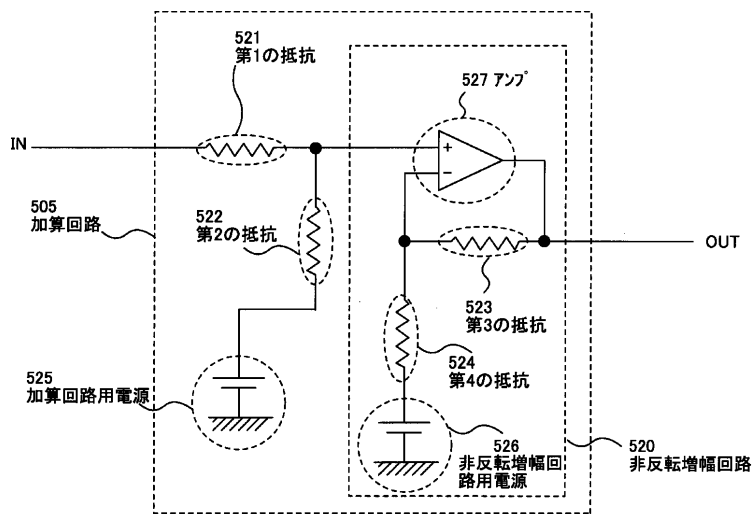 521
第1の抵抗
527 アンプ
IN
+
−
505
加算回路
522
第2の抵抗
OUT
523
第3の抵抗
524
第4の抵抗
525
加算回路用電源
526
非反転増幅回
路用電源
520
非反転増幅回路